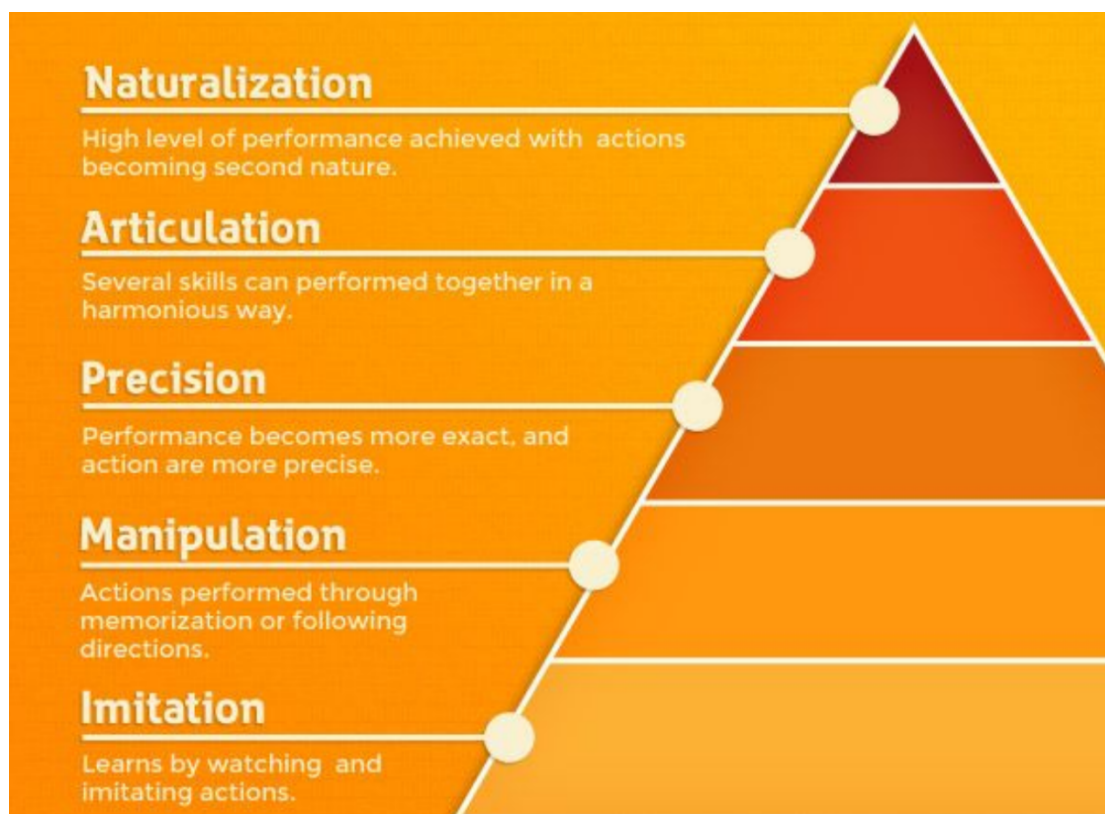 Naturalization
High level of performance achieved with actions
becoming second nature.
Articulation
Several skills can performed together in a
harmonious way.
Precision
Performance becomes more exact, and
action are more precise.
Manipulation
Actions performed through
memorization or following
directions.
Imitation
Learns by watching and
imitating actions.